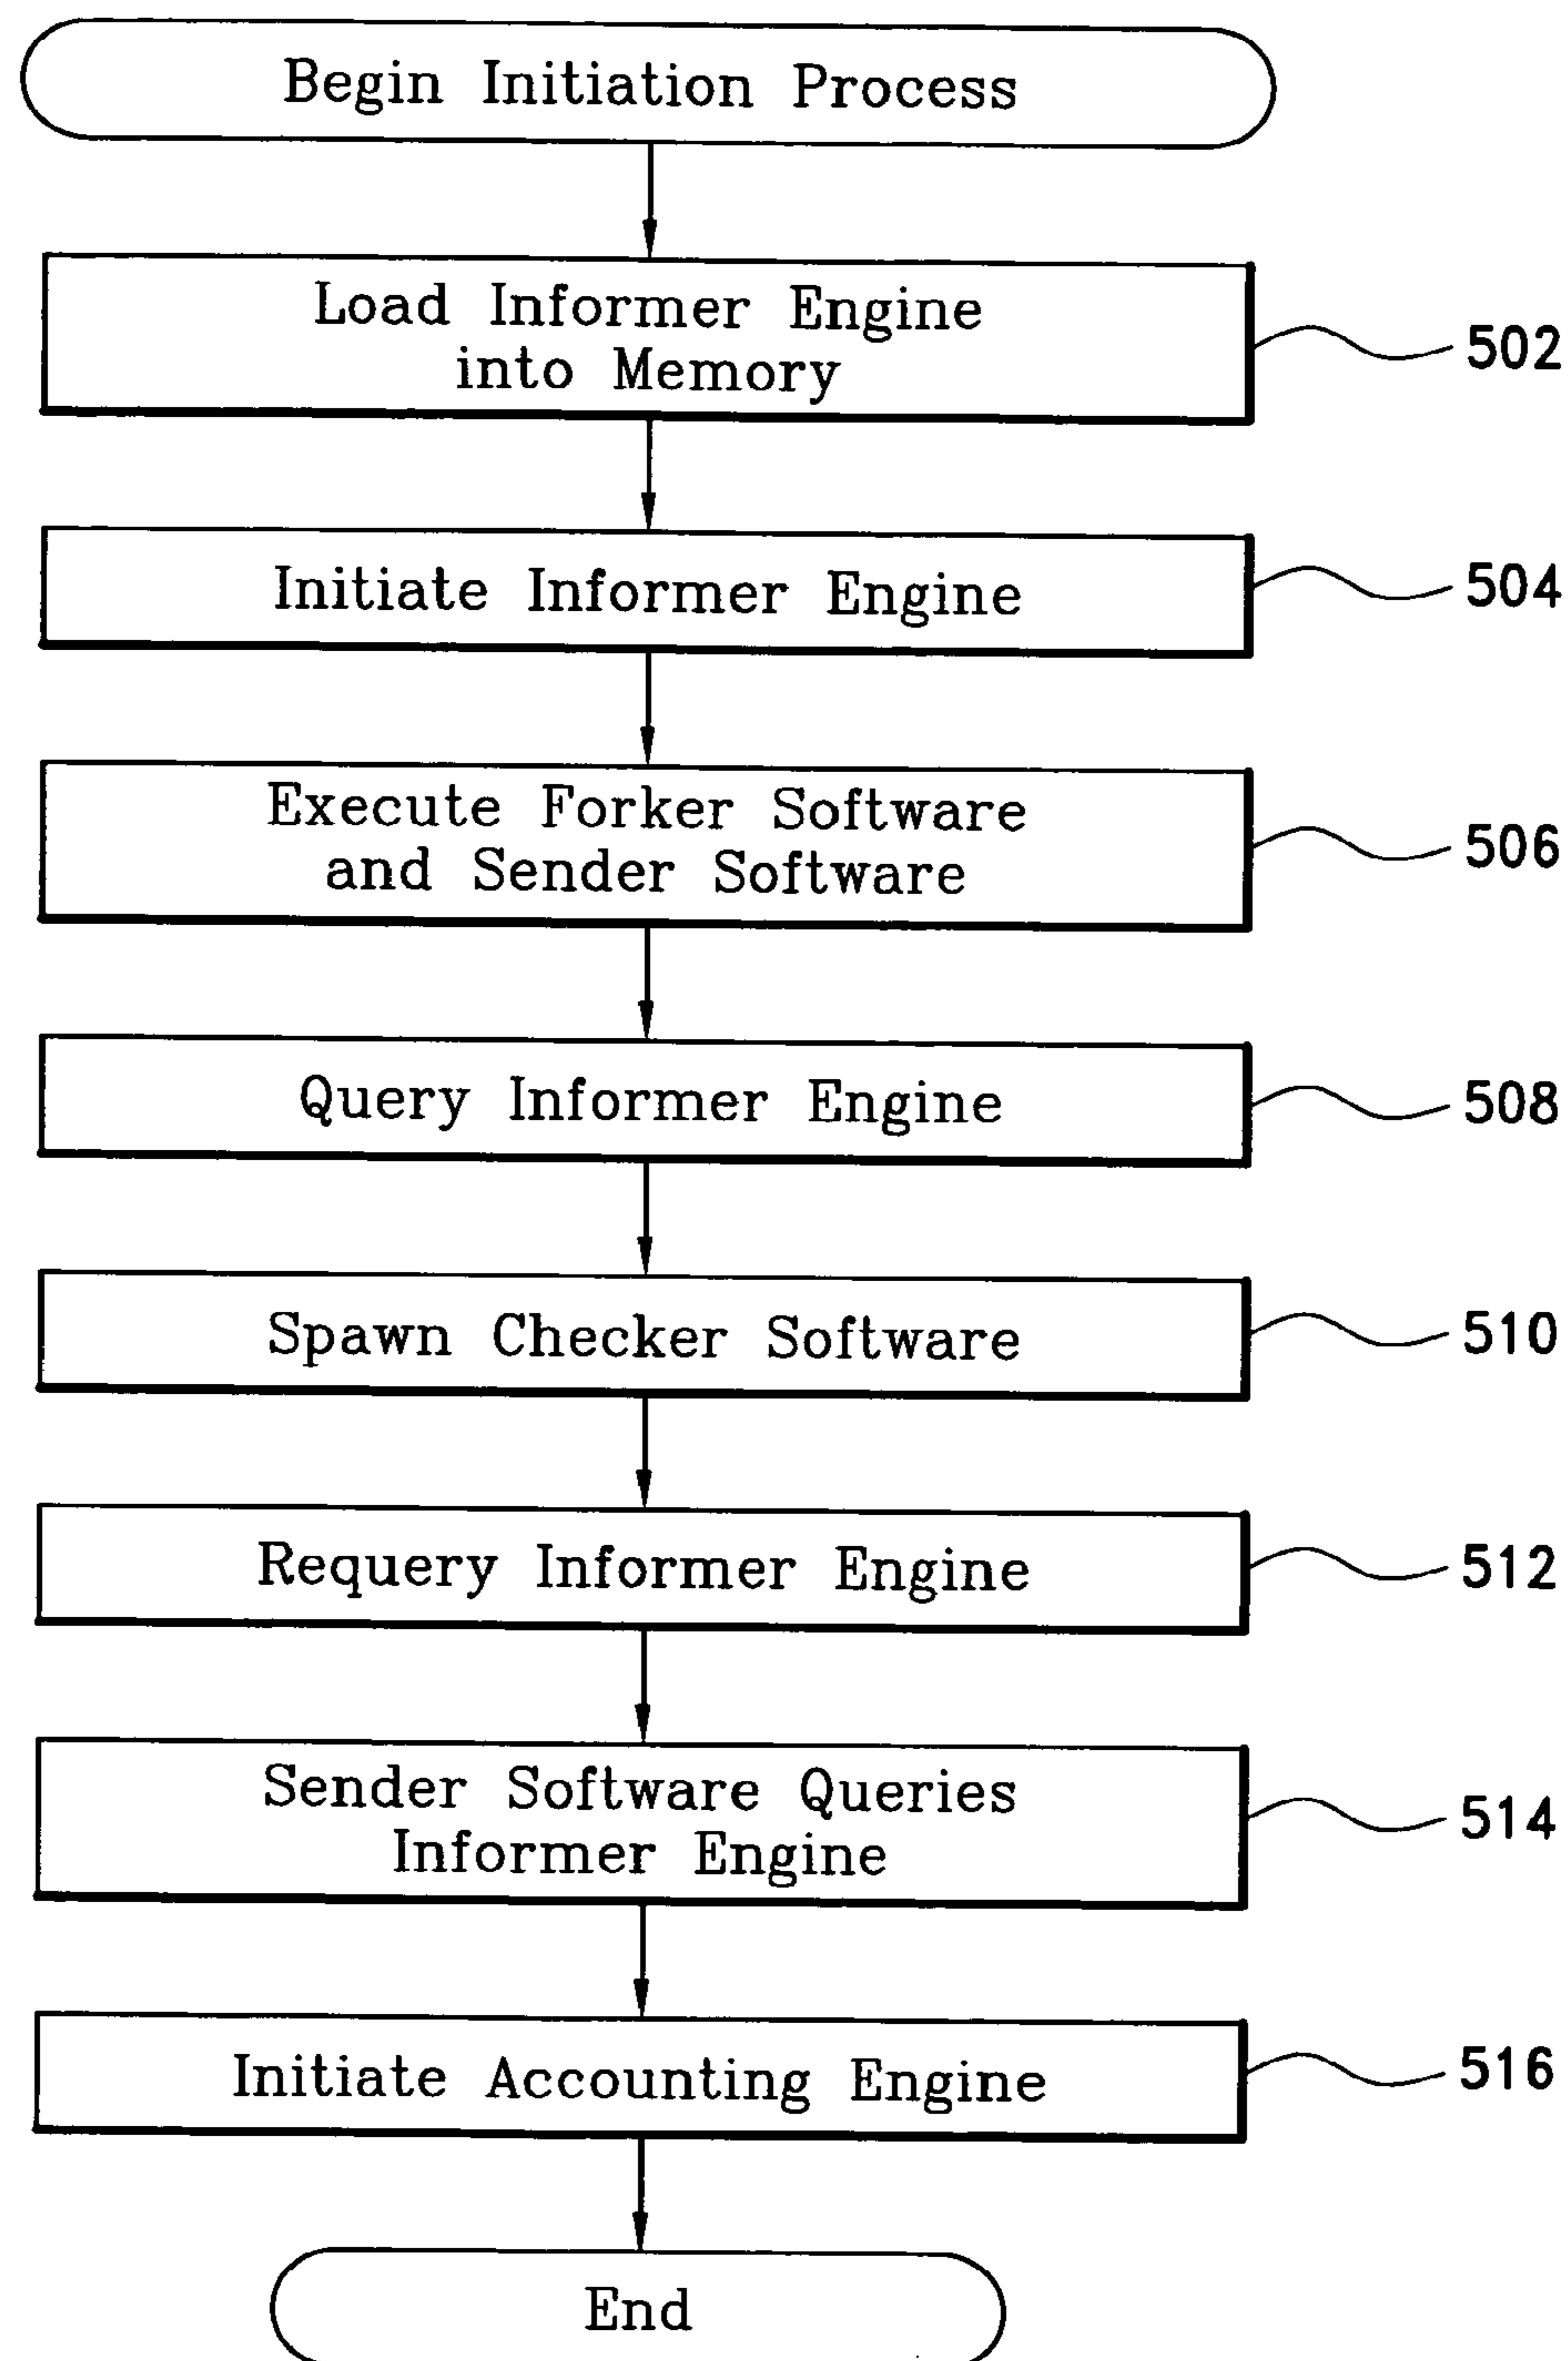 Begin Initiation Process
Load Informer Engine
into Memory
502
Initiate Informer Engine
504
Execute Forker Software
and Sender Software
506
Query Informer Engine
508
Spawn Checker Software
510
Requery Informer Engine
512
Sender Software Queries
Informer Engine
514
Initiate Accounting Engine
516
End